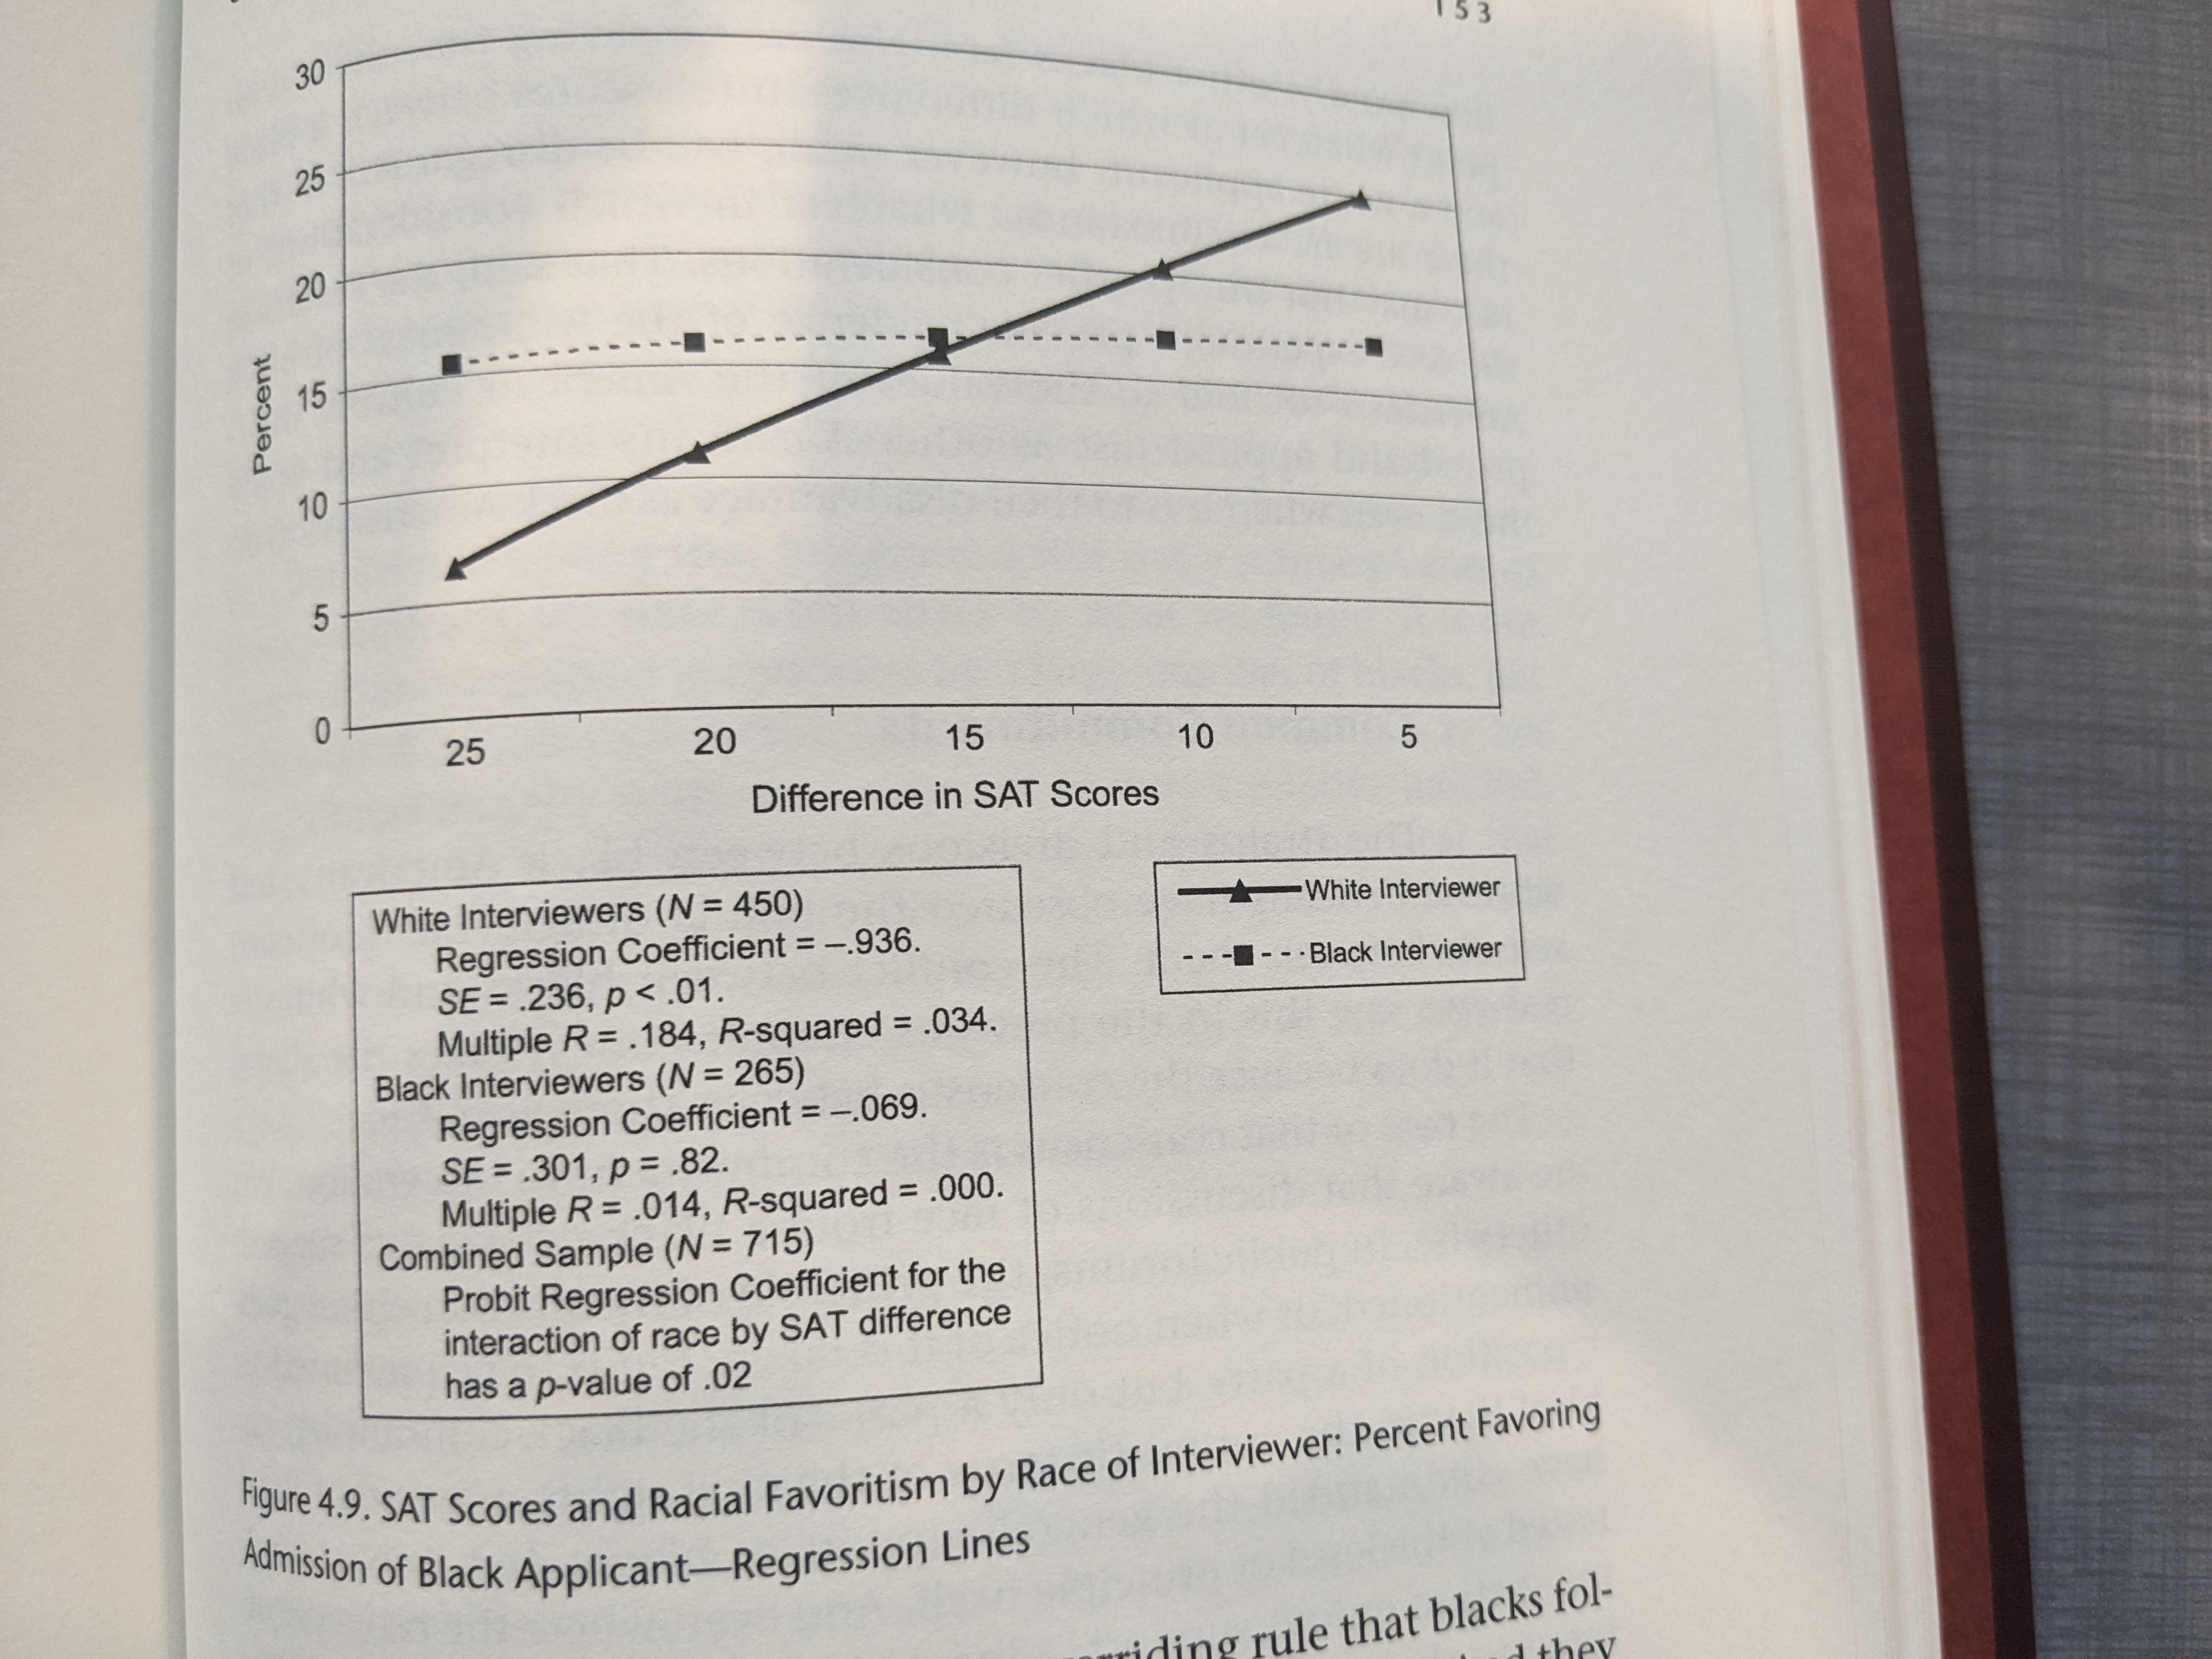 153
30
25
20
15
10
5
0
Percent
25 20 15 10 5
Difference in SAT Scores
White Interviewers (N = 450)
Regression Coefficient = –.936.
SE = .236, p < .01.
Multiple R = .184, R-squared = .034.
Black Interviewers (N = 265)
Regression Coefficient = –.069.
SE = .301, p = .82.
Multiple R = .014, R-squared = .000.
Combined Sample (N = 715)
Probit Regression Coefficient for the
interaction of race by SAT difference
has a p-value of .02
White Interviewer
Black Interviewer
Figure 4.9. SAT Scores and Racial Favoritism by Race of Interviewer: Percent Favoring
Admission of Black Applicant—Regression Lines
rule that blacks fol-
they